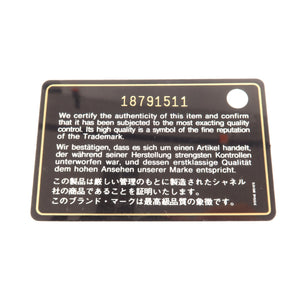 18791511
We certify the authenticity of this item and confirm
that it has been subjected to the most exacting quality
control. Its high quality is a symbol of the fine reputation
of the Trademark.
Wir bestätigen, dass es sich um einen Artikel handelt,
der während seiner Herstellung strengsten Kontrollen
unterworfen war, und dessen erstklassige Qualität
dem hohen Ansehen unserer Marke entspricht.
この製品は厳しい管理のもとに製造されたシャネル
社の商品であることを証明いたします。
このブランド・マークは最高級品質の象徴です。